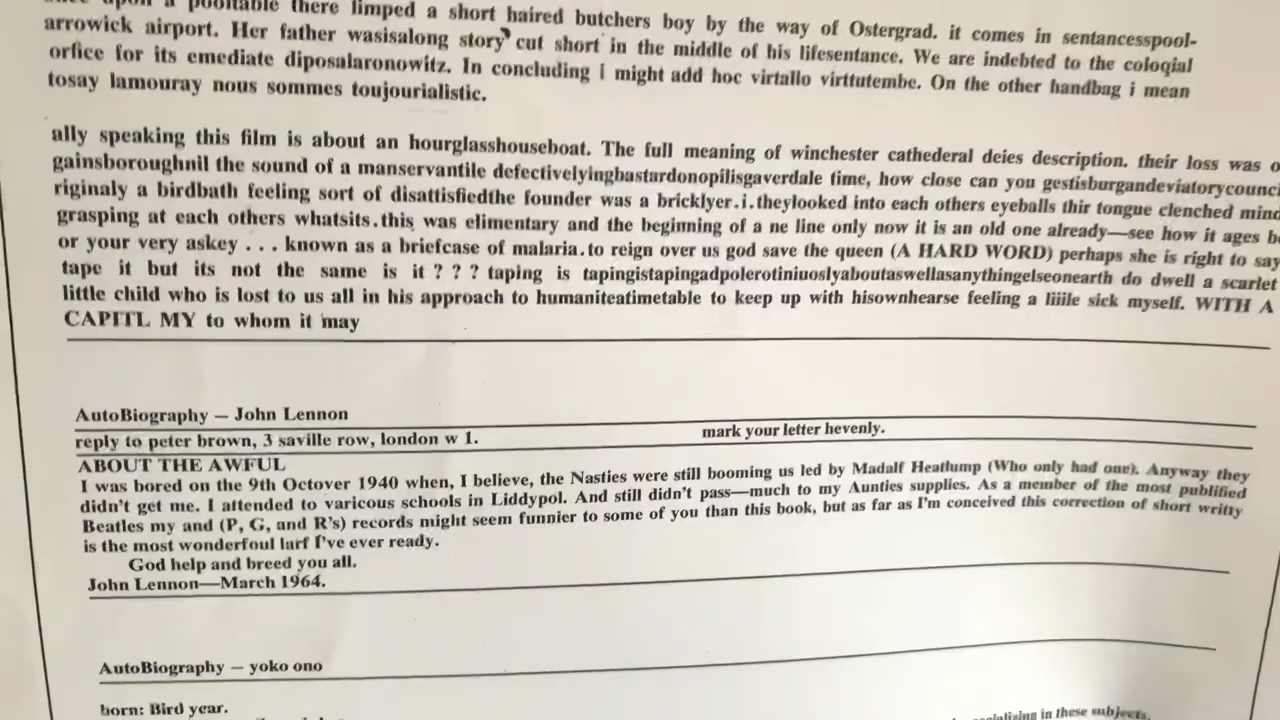 upon a poolitable there limped a short haired butchers boy by the way of Ostergrad. it comes in sentancesspool-
arrowick airport. Her father wasisalong story cut short in the middle of his lifesentance. We are indebted to the coloqial
orfice for its emediate diposalaronowitz. In concluding i might add hoc virtallo virttutembe. On the other handbag i mean
tosay lamouray nous sommes toujourialistic.
ally speaking this film is about an hourglasshouseboat. The full meaning of winchester cathederal deies description. their loss was
gainsboroughnil the sound of a manservantile defectivelyingbastardonopilisgaverdale time, how close can you gestisburgandeviatorycounci
riginaly a birdbath feeling sort of disattisfiedthe founder was a bricklyer.i.theylooked into each others eyeballs thir tongue clenched mind
grasping at each others whatsits.this was elimentary and the beginning of a ne line only now it is an old one already—see how it ages
or your very askey . . . known as a briefcase of malaria.to reign over us god save the queen (A HARD WORD) perhaps she is right to say
tape it but its not the same is it ? ? ? taping is tapingistapingadpolerotiniuoslyaboutaswellasanythingelseonearth do dwell a scarlet
little child who is lost to us all in his approach to humaniteatimetable to keep up with hisownhearse feeling a liiile sick myself. WITH A
CAPITL MY to whom it may
AutoBiography — John Lennon
reply to peter brown, 3 saville row, london w 1. mark your letter hevenly.
ABOUT THE AWFUL
I was bored on the 9th Octover 1940 when, I believe, the Nasties were still booming us led by Madalf Heatlump (Who only had one). Anyway they
didn't get me. I attended to varicous schools in Liddypol. And still didn't pass—much to my Aunties supplies. As a member of the most publified
Beatles my and (P, G, and R's) records might seem funnier to some of you than this book, but as far as I'm conceived this correction of short writty
is the most wonderfoul larf I've ever ready.
God help and breed you all.
John Lennon—March 1964.
AutoBiography — yoko ono
born: Bird year.
in these subjects.